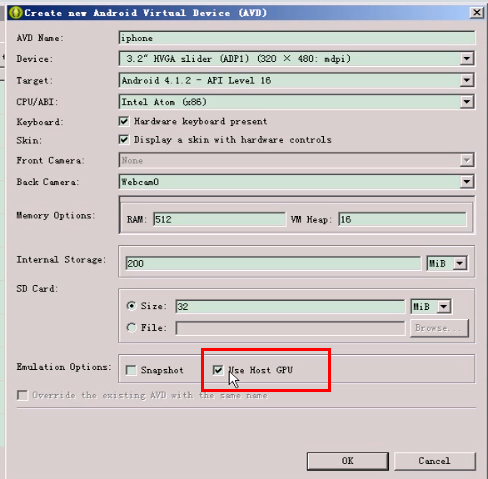 Create new Android Virtual Device (AVD)
AVD Name: iphone
Device: 3.2" HVGA slider (ADP1) (320 × 480: mdpi)
Target: Android 4.1.2 - API Level 16
CPU/ABI: Intel Atom (x86)
Keyboard: Hardware keyboard present
Skin: Display a skin with hardware controls
Front Camera: None
Back Camera: Webcam0
Memory Options: RAM: 512 VM Heap: 16
Internal Storage: 200 MiB
SD Card:
Size: 32 MiB
File: Browse...
Emulation Options: Snapshot Use Host GPU
Override the existing AVD with the same name
OK Cancel